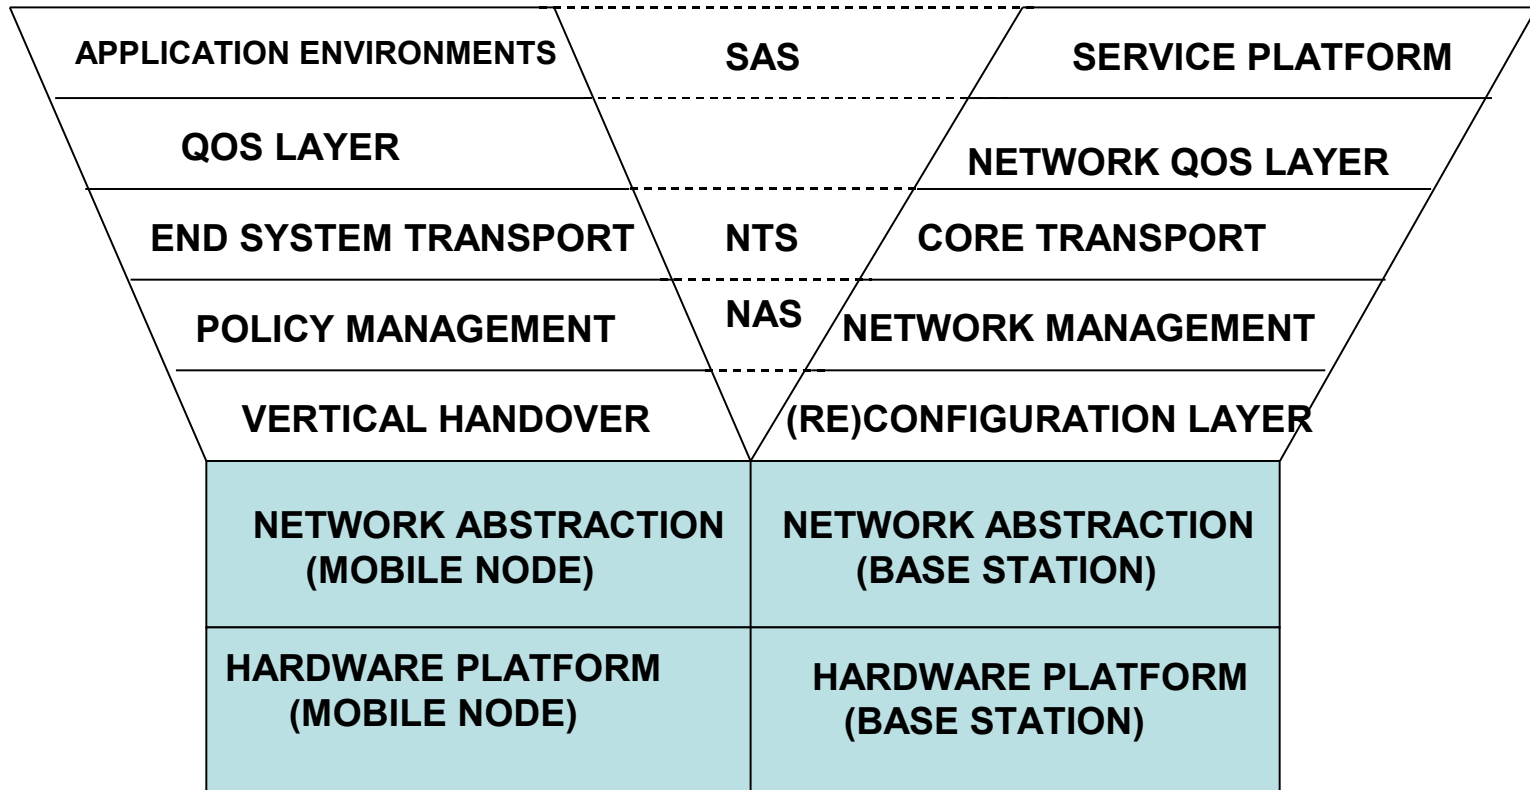 APPLICATION ENVIRONMENTS
SAS
SERVICE PLATFORM
QOS LAYER
NETWORK QOS LAYER
END SYSTEM TRANSPORT
NTS
CORE TRANSPORT
POLICY MANAGEMENT
NAS
NETWORK MANAGEMENT
VERTICAL HANDOVER
(RE)CONFIGURATION LAYER
NETWORK ABSTRACTION
(MOBILE NODE)
NETWORK ABSTRACTION
(BASE STATION)
HARDWARE PLATFORM
(MOBILE NODE)
HARDWARE PLATFORM
(BASE STATION)